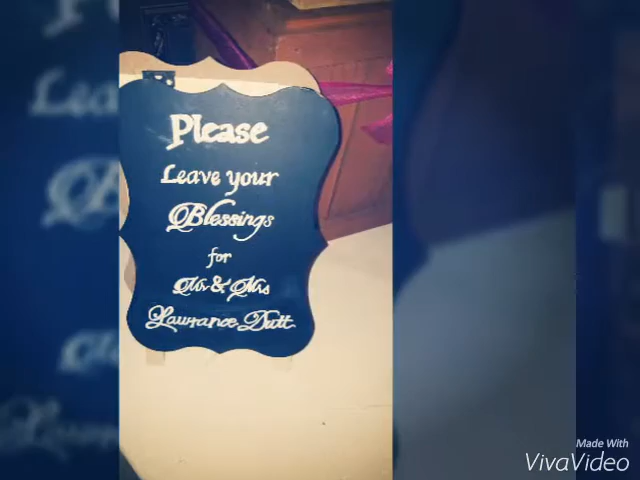 Please
Leave your
Blessings
for
Mr & Mrs
Lawrance Dutt
Made With
VivaVideo